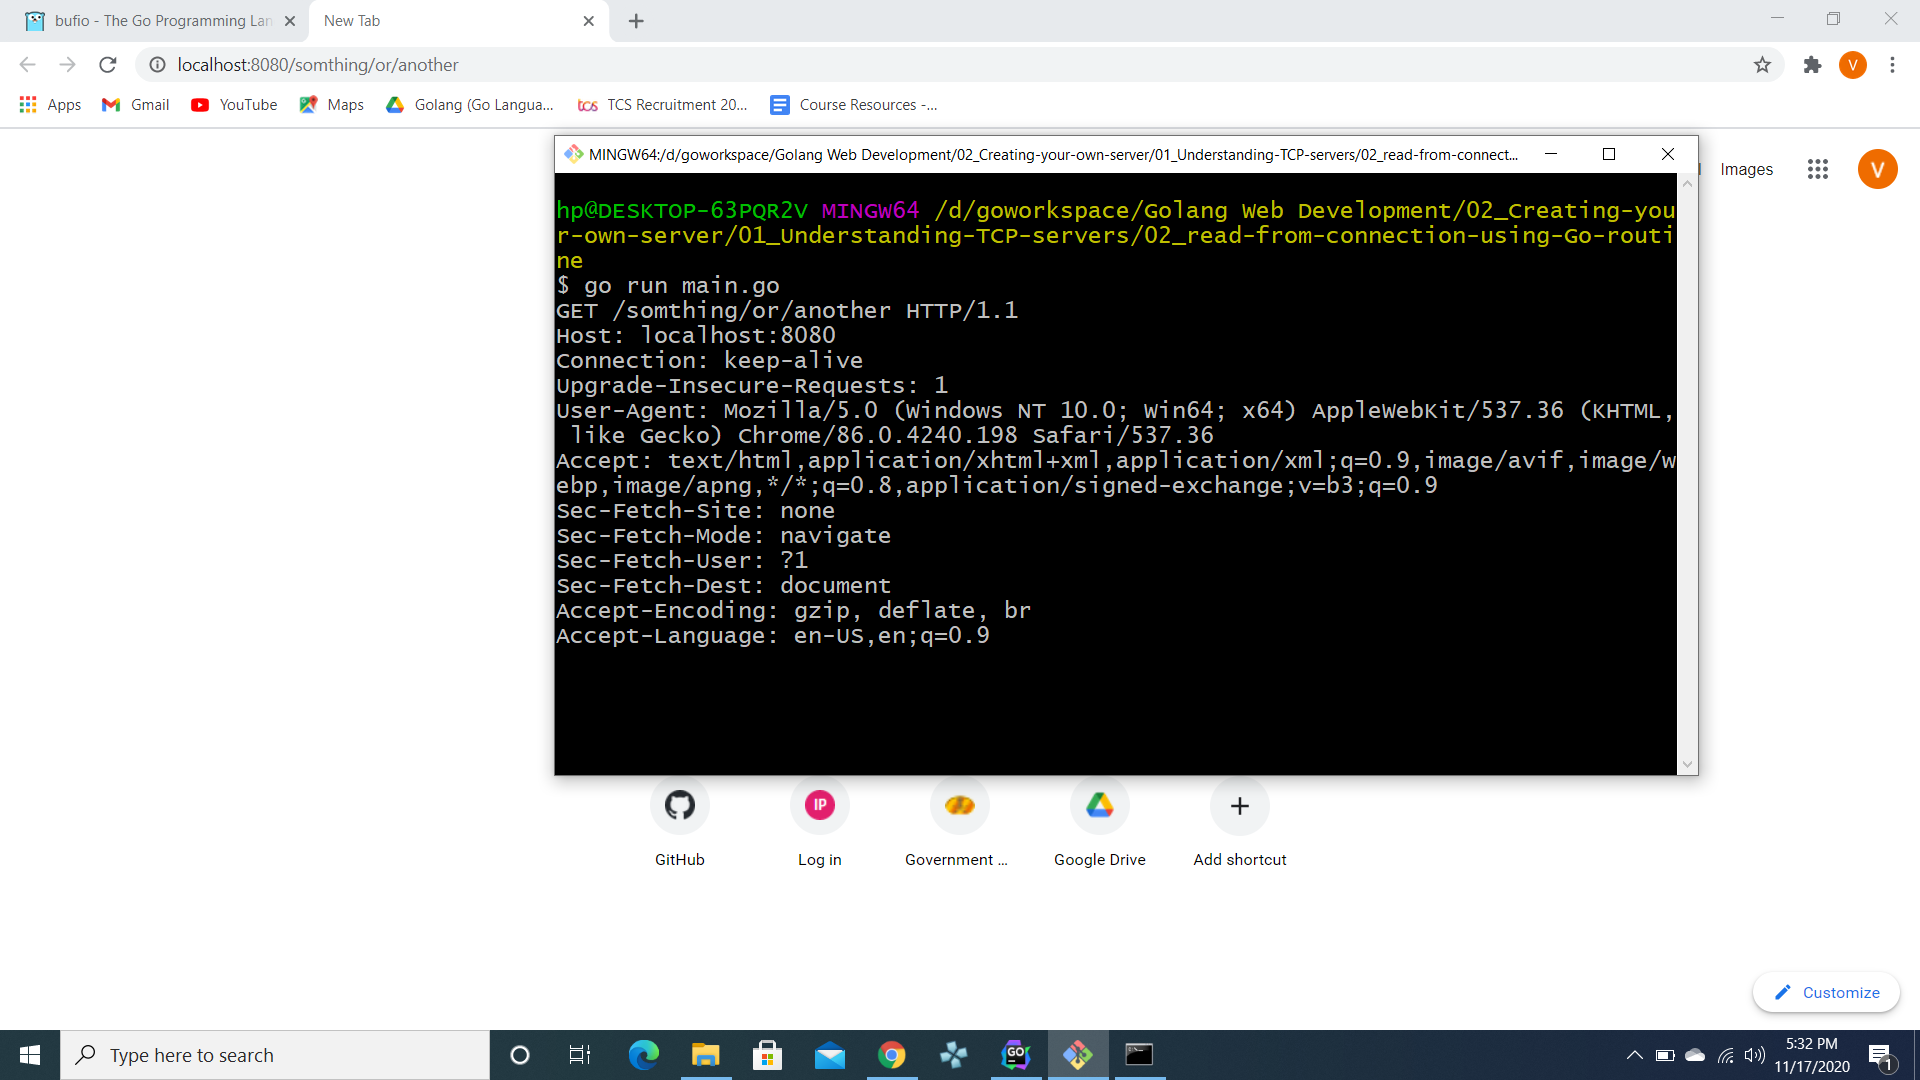 bufio - The Go Programming Lan
New Tab
localhost:8080/somthing/or/another
V
Apps
Gmail
YouTube
Maps
Golang (Go Langua...
tcs
TCS Recruitment 20...
Course Resources -...
MINGW64:/d/goworkspace/Golang Web Development/02_Creating-your-own-server/01_Understanding-TCP-servers/02_read-from-connect...
Images
V
hp@DESKTOP-63PQR2V MINGW64 /d/goworkspace/Golang Web Development/02_Creating-you
r-own-server/01_Understanding-TCP-servers/02_read-from-connection-using-Go-routi
ne
$ go run main.go
GET /somthing/or/another HTTP/1.1
Host: localhost:8080
Connection: keep-alive
Upgrade-Insecure-Requests: 1
User-Agent: Mozilla/5.0 (Windows NT 10.0; Win64; x64) AppleWebKit/537.36 (KHTML,
like Gecko) Chrome/86.0.4240.198 Safari/537.36
Accept: text/html,application/xhtml+xml,application/xml;q=0.9,image/avif,image/w
ebp,image/apng,*/*;q=0.8,application/signed-exchange;v=b3;q=0.9
Sec-Fetch-Site: none
Sec-Fetch-Mode: navigate
Sec-Fetch-User: ?1
Sec-Fetch-Dest: document
Accept-Encoding: gzip, deflate, br
Accept-Language: en-US,en;q=0.9
IP
GitHub
Log in
Government ...
Google Drive
Add shortcut
Customize
Type here to search
GO
5:32 PM
11/17/2020
1